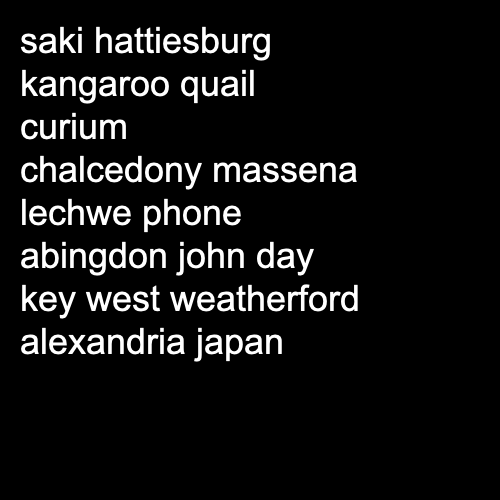 saki hattiesburg
kangaroo quail
curium
chalcedony massena
lechwe phone
abingdon john day
key west weatherford
alexandria japan